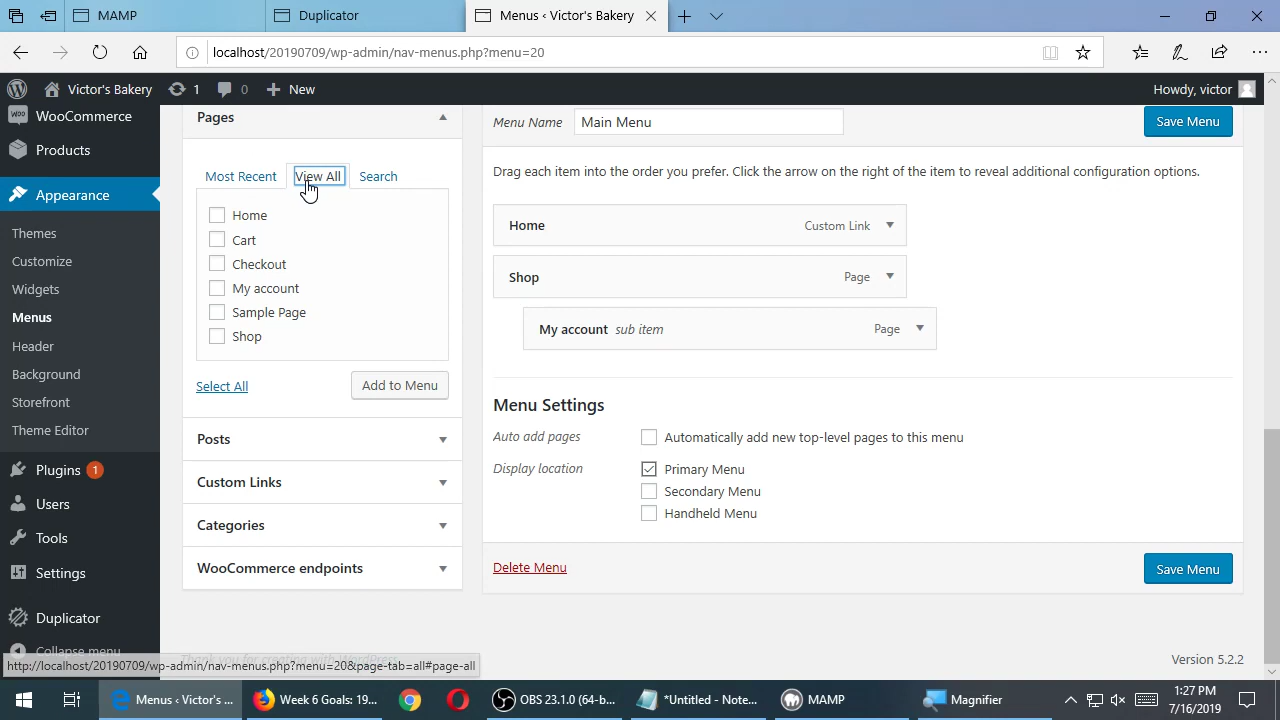 MAMP
Duplicator
Menus ‹ Victor's Bakery
localhost/20190709/wp-admin/nav-menus.php?menu=20
Victor's Bakery
1
0
New
Howdy, victor
WooCommerce
Products
Appearance
Themes
Customize
Widgets
Menus
Header
Background
Storefront
Theme Editor
Plugins 1
Users
Tools
Settings
Duplicator
Collapse menu
Pages
Most Recent
View All
Search
Home
Cart
Checkout
My account
Sample Page
Shop
Select All
Add to Menu
Posts
Custom Links
Categories
WooCommerce endpoints
Menu Name
Main Menu
Save Menu
Drag each item into the order you prefer. Click the arrow on the right of the item to reveal additional configuration options.
Home Custom Link
Shop Page
My account sub item Page
Menu Settings
Auto add pages
Automatically add new top-level pages to this menu
Display location
Primary Menu
Secondary Menu
Handheld Menu
Delete Menu
Save Menu
Thank you for creating with WordPress.
Version 5.2.2
http://localhost/20190709/wp-admin/nav-menus.php?menu=20&page-tab=all#page-all
Menus ‹ Victor's ...
Week 6 Goals: 19...
OBS 23.1.0 (64-b...
*Untitled - Note...
MAMP
Magnifier
1:27 PM
7/16/2019